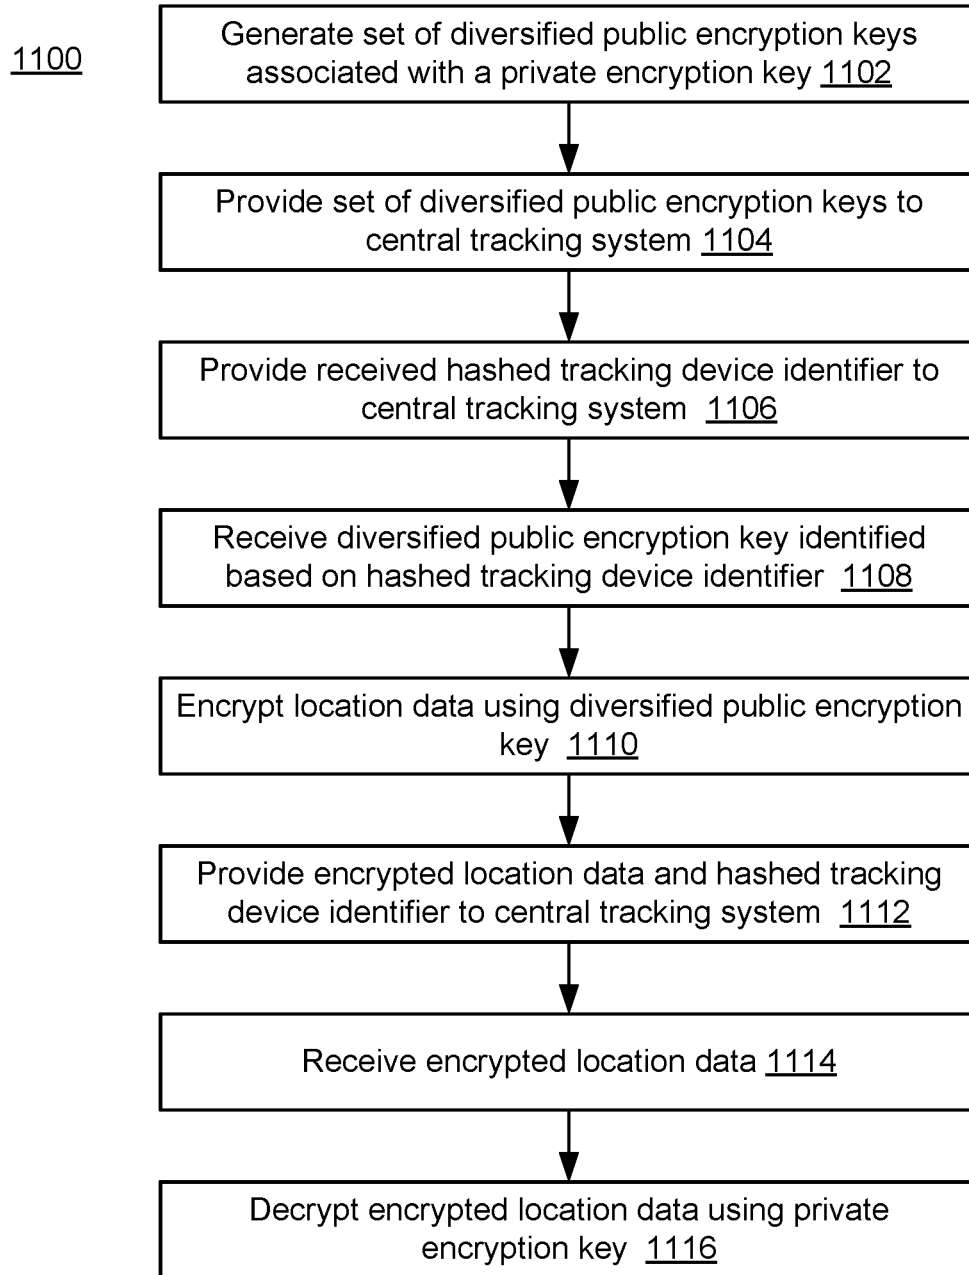 1100
Generate set of diversified public encryption keys
associated with a private encryption key 1102
Provide set of diversified public encryption keys to
central tracking system 1104
Provide received hashed tracking device identifier to
central tracking system 1106
Receive diversified public encryption key identified
based on hashed tracking device identifier 1108
Encrypt location data using diversified public encryption
key 1110
Provide encrypted location data and hashed tracking
device identifier to central tracking system 1112
Receive encrypted location data 1114
Decrypt encrypted location data using private
encryption key 1116